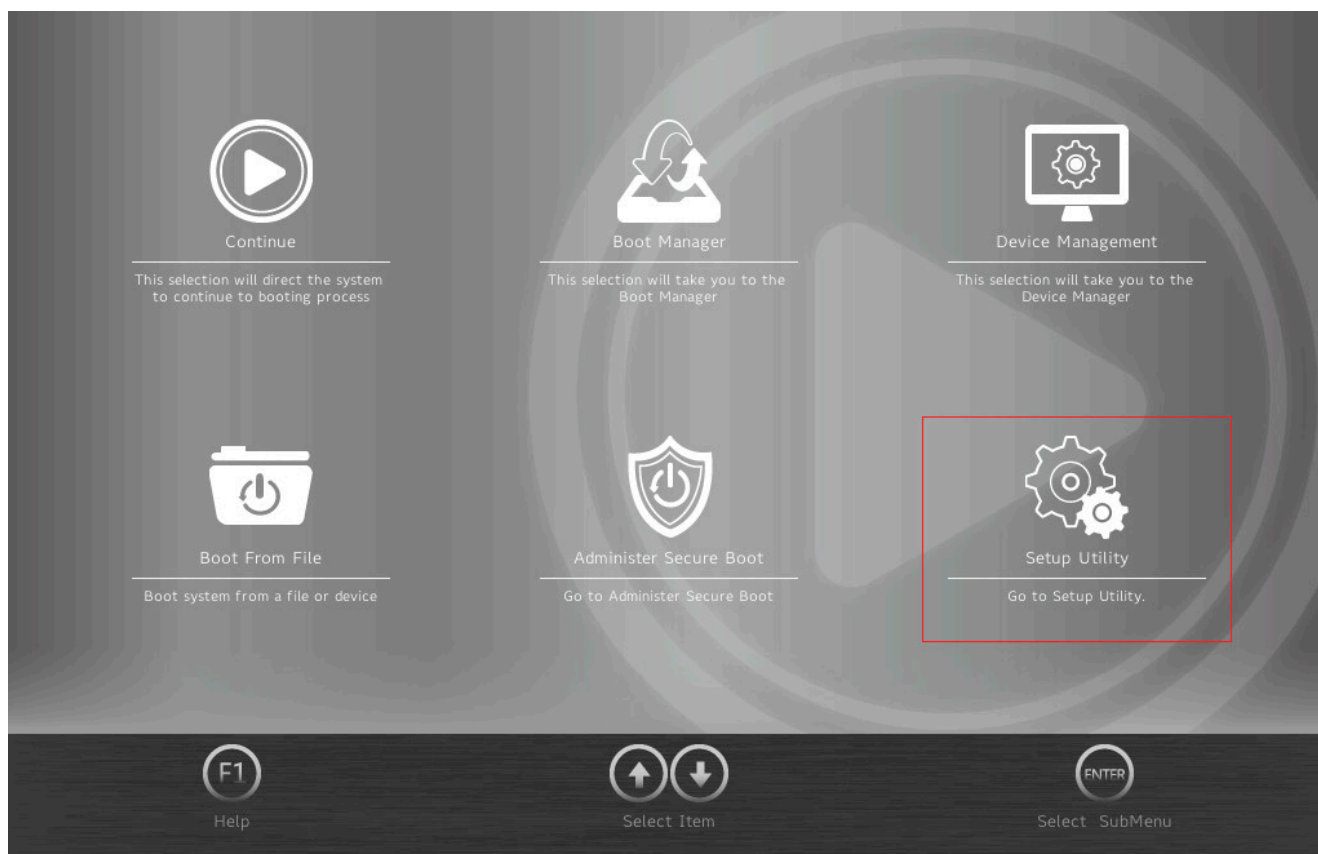 Continue
This selection will direct the system
to continue to booting process
Boot Manager
This selection will take you to the
Boot Manager
Device Management
This selection will take you to the
Device Manager
Boot From File
Boot system from a file or device
Administer Secure Boot
Go to Administer Secure Boot
Setup Utility
Go to Setup Utility.
F1
Help
Select Item
ENTER
Select SubMenu